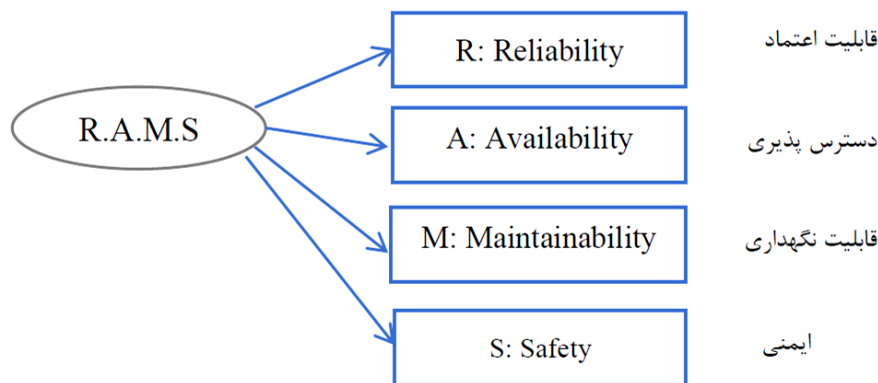 R.A.M.S
R: Reliability
قابلیت اعتماد
A: Availability
دسترس پذیری
M: Maintainability
قابلیت نگهداری
S: Safety
ایمنی